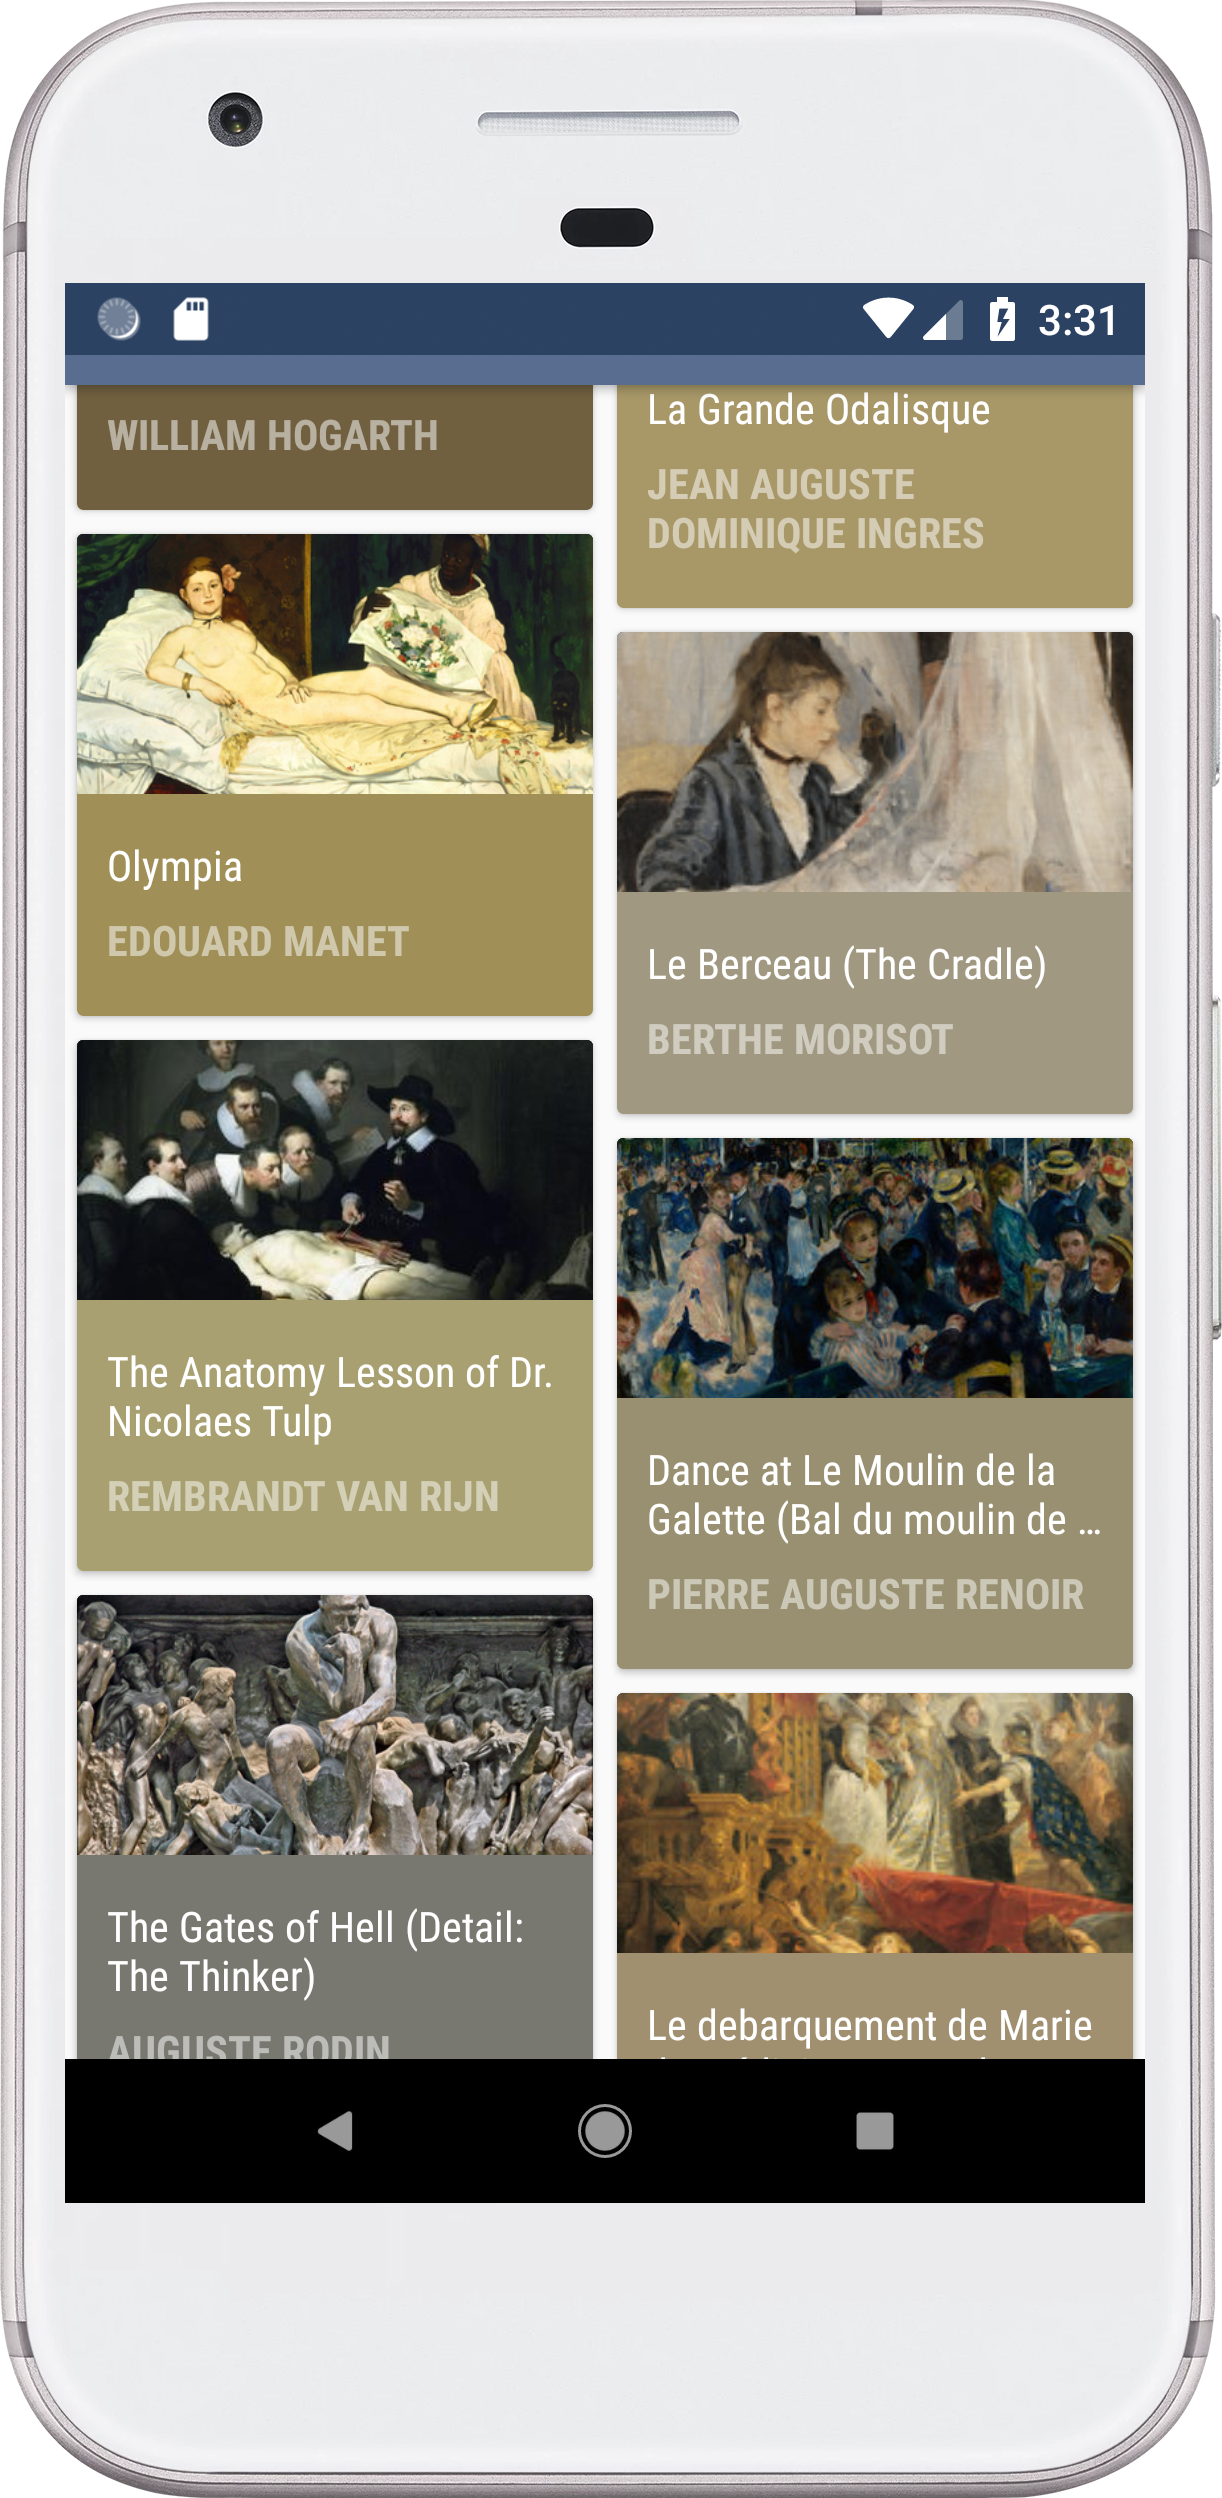 3:31
WILLIAM HOGARTH
La Grande Odalisque
JEAN AUGUSTE
DOMINIQUE INGRES
Olympia
EDOUARD MANET
Le Berceau (The Cradle)
BERTHE MORISOT
The Anatomy Lesson of Dr.
Nicolaes Tulp
REMBRANDT VAN RIJN
Dance at Le Moulin de la
Galette (Bal du moulin de …
PIERRE AUGUSTE RENOIR
The Gates of Hell (Detail:
The Thinker)
AUGUSTE RODIN
Le debarquement de Marie